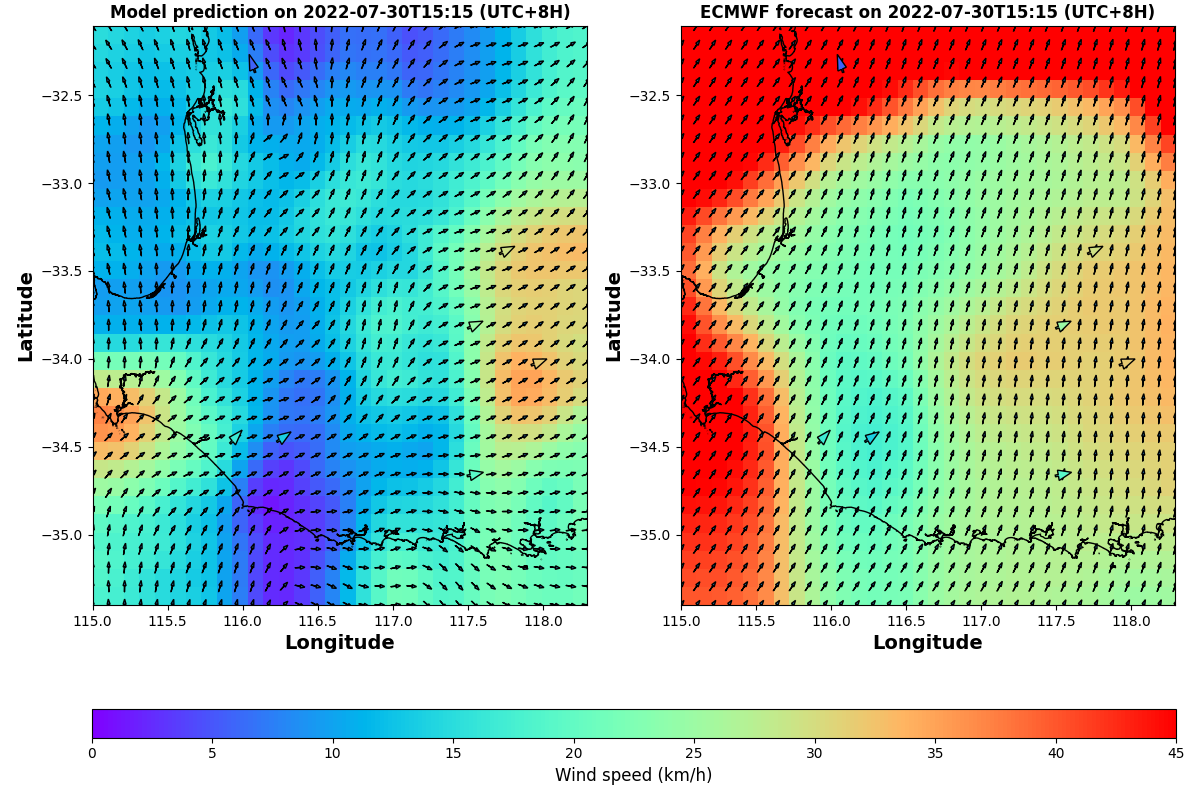 Model prediction on 2022-07-30T15:15 (UTC+8H)
ECMWF forecast on 2022-07-30T15:15 (UTC+8H)
−32.5
−33.0
−33.5
−34.0
−34.5
−35.0
Latitude
115.0 115.5 116.0 116.5 117.0 117.5 118.0
Longitude
−32.5
−33.0
−33.5
−34.0
−34.5
−35.0
Latitude
115.0 115.5 116.0 116.5 117.0 117.5 118.0
Longitude
0 5 10 15 20 25 30 35 40 45
Wind speed (km/h)